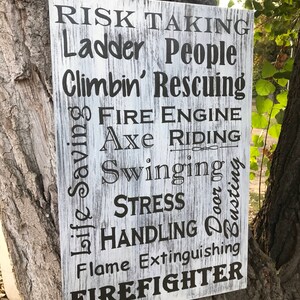 RISK TAKING
Ladder People
Climbin' Rescuing
FIRE ENGINE
Axe RIDING
Swinging
Life Saving
STRESS
HANDLING
Door
Busting
Flame Extinguishing
FIREFIGHTER